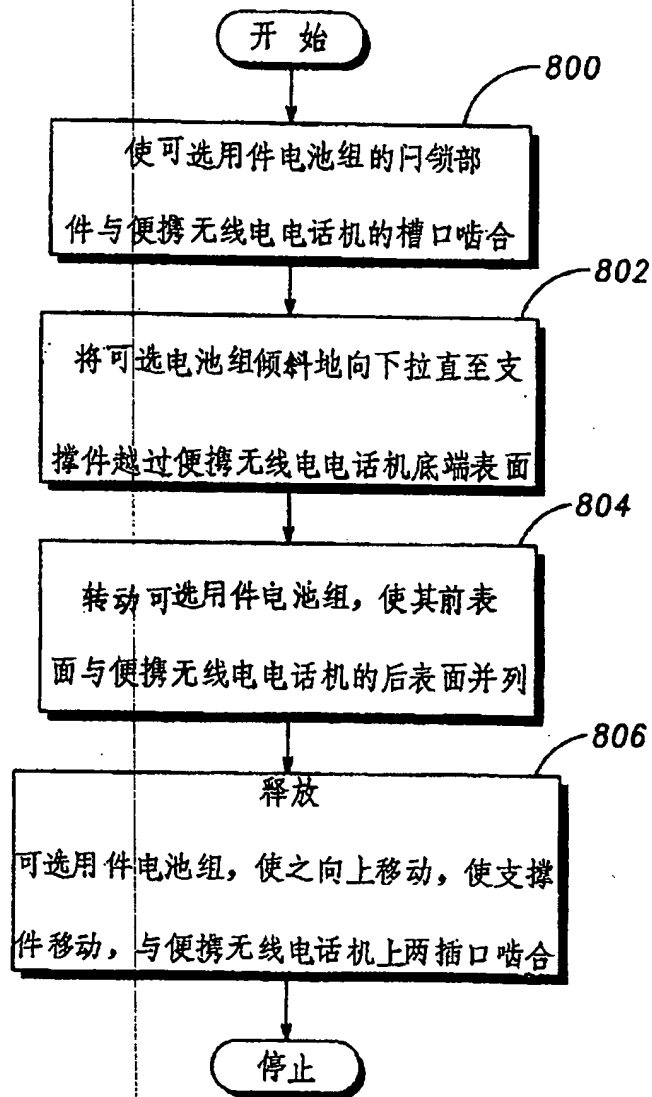 开 始
800
使可选用件电池组的闩锁部
件与便携无线电电话机的槽口啮合
802
将可选电池组倾斜地向下拉直至支
撑件越过便携无线电电话机底端表面
804
转动可选用件电池组，使其前表
面与便携无线电电话机的后表面并列
806
释放
可选用件电池组，使之向上移动，使支撑
件移动，与便携无线电话机上两插口啮合
停止